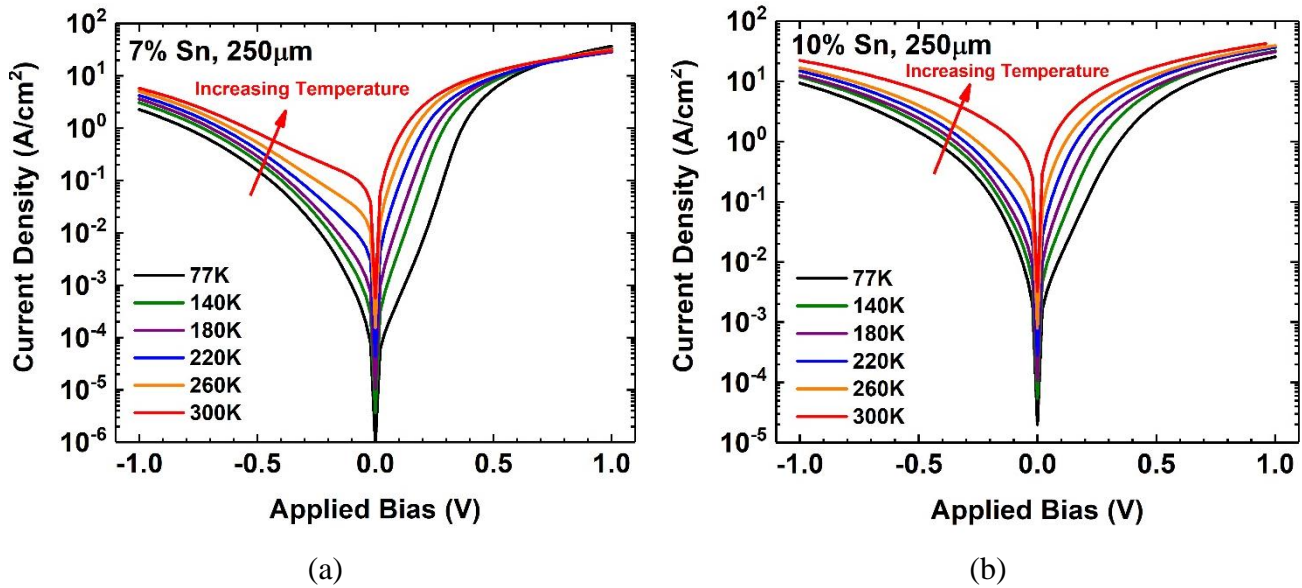 7% Sn, 250μm
Increasing Temperature
Current Density (A/cm²)
10²
10¹
10⁰
10⁻¹
10⁻²
10⁻³
10⁻⁴
10⁻⁵
10⁻⁶
77K
140K
180K
220K
260K
300K
-1.0 -0.5 0.0 0.5 1.0
Applied Bias (V)
(a)
10% Sn, 250μm
Increasing Temperature
Current Density (A/cm²)
10²
10¹
10⁰
10⁻¹
10⁻²
10⁻³
10⁻⁴
10⁻⁵
77K
140K
180K
220K
260K
300K
-1.0 -0.5 0.0 0.5 1.0
Applied Bias (V)
(b)